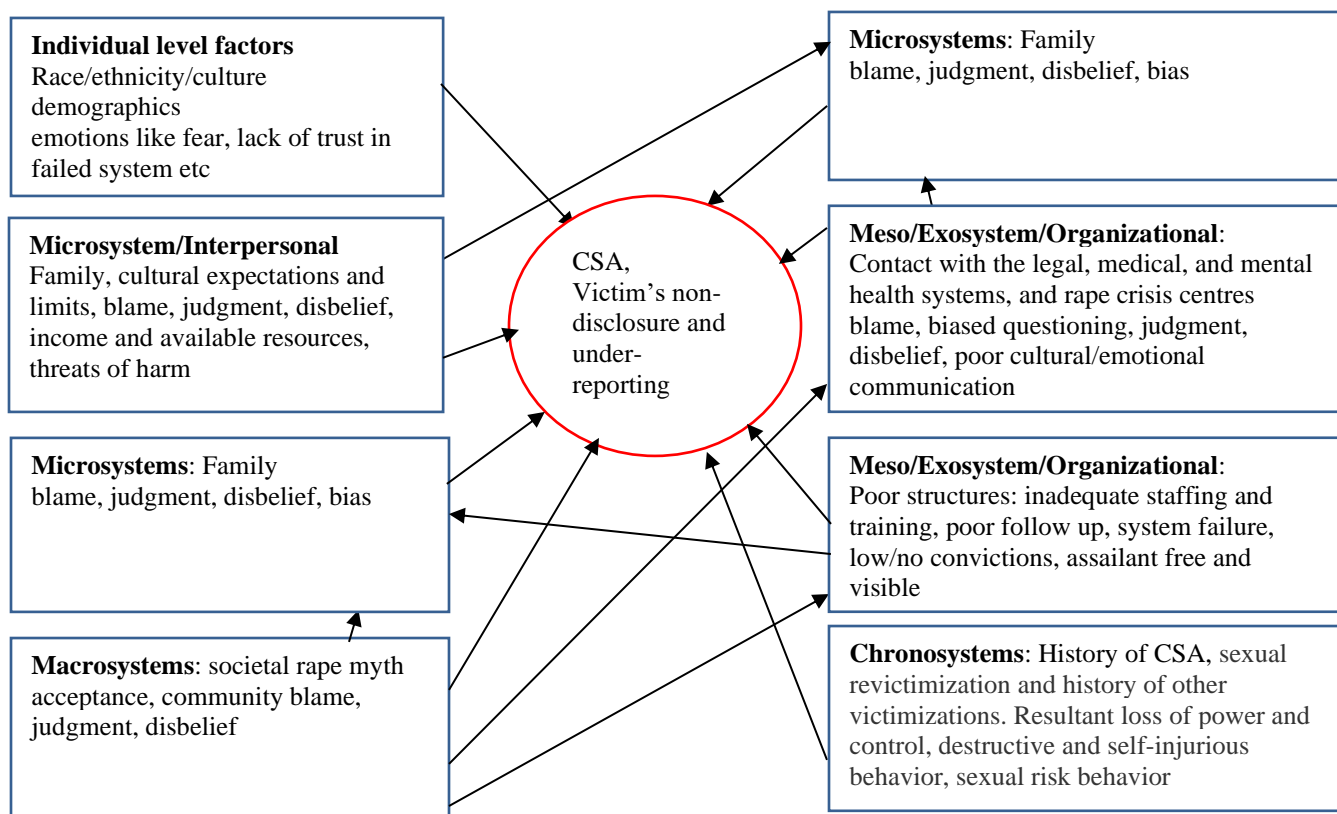 Individual level factors
Race/ethnicity/culture
demographics
emotions like fear, lack of trust in
failed system etc
Microsystem/Interpersonal
Family, cultural expectations and
limits, blame, judgment, disbelief,
income and available resources,
threats of harm
Microsystems: Family
blame, judgment, disbelief, bias
Macrosystems: societal rape myth
acceptance, community blame,
judgment, disbelief
CSA,
Victim's non-
disclosure and
under-
reporting
Microsystems: Family
blame, judgment, disbelief, bias
Meso/Exosystem/Organizational:
Contact with the legal, medical, and mental
health systems, and rape crisis centres
blame, biased questioning, judgment,
disbelief, poor cultural/emotional
communication
Meso/Exosystem/Organizational:
Poor structures: inadequate staffing and
training, poor follow up, system failure,
low/no convictions, assailant free and
visible
Chronosystems: History of CSA, sexual
revictimization and history of other
victimizations. Resultant loss of power and
control, destructive and self-injurious
behavior, sexual risk behavior